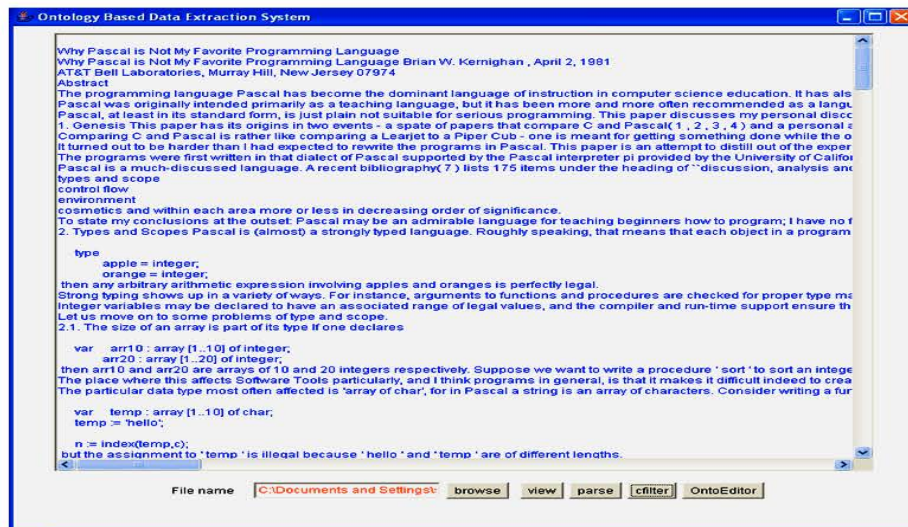 Ontology Based Data Extraction System
Why Pascal is Not My Favorite Programming Language
Why Pascal is Not My Favorite Programming Language Brian W. Kernighan , April 2, 1981
AT&T Bell Laboratories, Murray Hill, New Jersey 07974
Abstract
The programming language Pascal has become the dominant language of instruction in computer science education. It has als
Pascal was originally intended primarily as a teaching language, but it has been more and more often recommended as a langu
Pascal, at least in its standard form, is just plain not suitable for serious programming. This paper discusses my personal disco
1. Genesis This paper has its origins in two events - a spate of papers that compare C and Pascal( 1 , 2 , 3 , 4 ) and a personal a
Comparing C and Pascal is rather like comparing a Learjet to a Piper Cub - one is meant for getting something done while the o
It turned out to be harder than I had expected to rewrite the programs in Pascal. This paper is an attempt to distill out of the exper
The programs were first written in that dialect of Pascal supported by the Pascal interpreter pi provided by the University of Califor
Pascal is a much-discussed language. A recent bibliography( 7 ) lists 175 items under the heading of ``discussion, analysis and
types and scope
control flow
environment
cosmetics and within each area more or less in decreasing order of significance.
To state my conclusions at the outset: Pascal may be an admirable language for teaching beginners how to program; I have no f
2. Types and Scopes Pascal is (almost) a strongly typed language. Roughly speaking, that means that each object in a program
type
apple = integer;
orange = integer;
then any arbitrary arithmetic expression involving apples and oranges is perfectly legal.
Strong typing shows up in a variety of ways. For instance, arguments to functions and procedures are checked for proper type ma
Integer variables may be declared to have an associated range of legal values, and the compiler and run-time support ensure th
Let us move on to some problems of type and scope.
2.1. The size of an array is part of its type If one declares
var arr10 : array [1..10] of integer;
arr20 : array [1..20] of integer;
then arr10 and arr20 are arrays of 10 and 20 integers respectively. Suppose we want to write a procedure ' sort ' to sort an intege
The place where this affects Software Tools particularly, and I think programs in general, is that it makes it difficult indeed to crea
The particular data type most often affected is 'array of char', for in Pascal a string is an array of characters. Consider writing a fun
var temp : array [1..10] of char;
temp := 'hello';
n := index(temp,c);
but the assignment to ' temp ' is illegal because ' hello ' and ' temp ' are of different lengths.
File name C:\Documents and Settings\ browse view parse cfilter OntoEditor